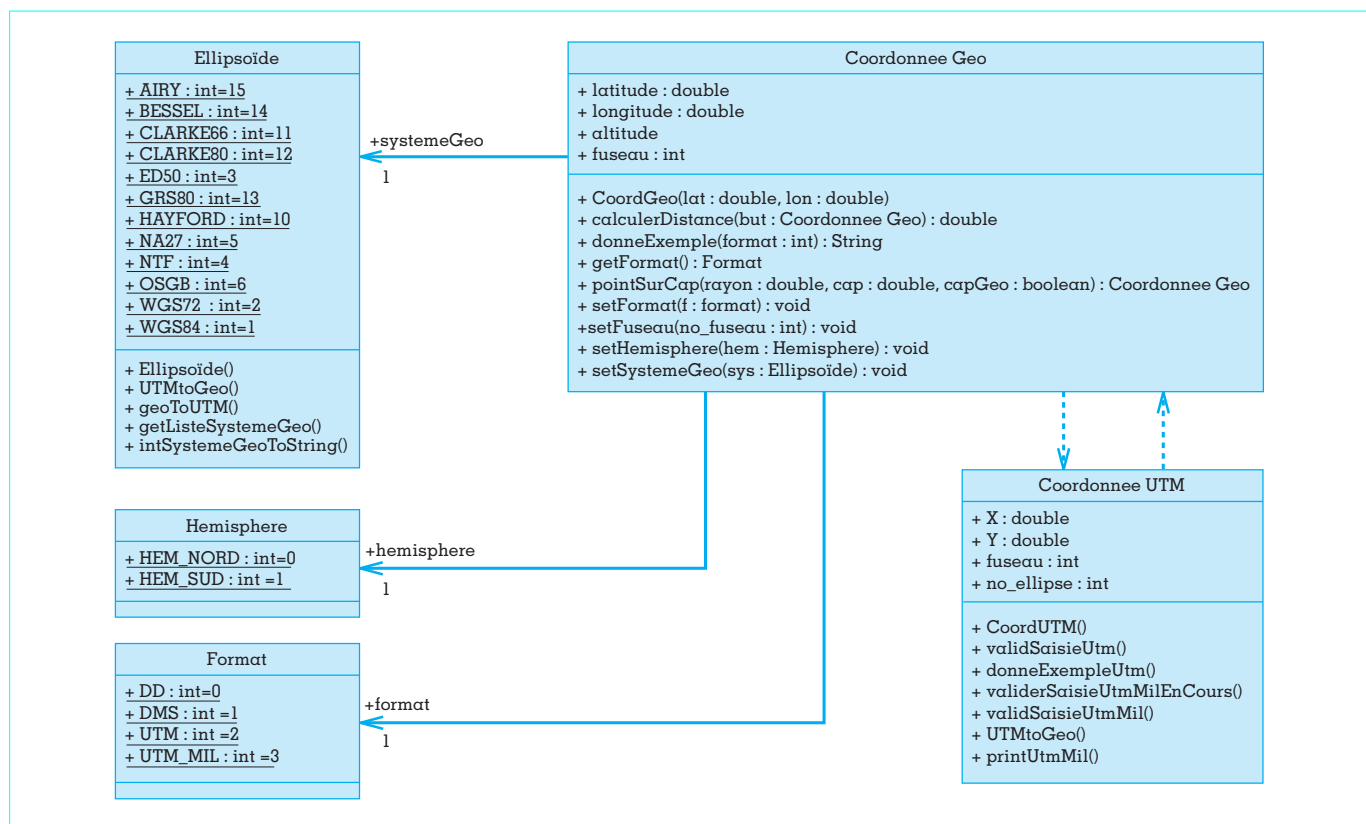 Ellipsoïde
+ AIRY : int=15
+ BESSEL : int=14
+ CLARKE66 : int=11
+ CLARKE80 : int=12
+ ED50 : int=3
+ GRS80 : int=13
+ HAYFORD : int=10
+ NA27 : int=5
+ NTF : int=4
+ OSGB : int=6
+ WGS72 : int=2
+ WGS84 : int=1
+ Ellipsoïde()
+ UTMtoGeo()
+ geoToUTM()
+ getListeSystemeGeo()
+ intSystemeGeoToString()
+systemeGeo
1
Coordonnee Geo
+ latitude : double
+ longitude : double
+ altitude
+ fuseau : int
+ CoordGeo(lat : double, lon : double)
+ calculerDistance(but : Coordonnee Geo) : double
+ donneExemple(format : int) : String
+ getFormat() : Format
+ pointSurCap(rayon : double, cap : double, capGeo : boolean) : Coordonnee Geo
+ setFormat(f : format) : void
+setFuseau(no_fuseau : int) : void
+ setHemisphere(hem : Hemisphere) : void
+ setSystemeGeo(sys : Ellipsoïde) : void
Hemisphere
+ HEM_NORD : int=0
+ HEM_SUD : int =1
+hemisphere
1
Format
+ DD : int=0
+ DMS : int =1
+ UTM : int =2
+ UTM_MIL : int =3
+format
1
Coordonnee UTM
+ X : double
+ Y : double
+ fuseau : int
+ no_ellipse : int
+ CoordUTM()
+ validSaisieUtm()
+ donneExempleUtm()
+ validerSaisieUtmMilEnCours()
+ validSaisieUtmMil()
+ UTMtoGeo()
+ printUtmMil()